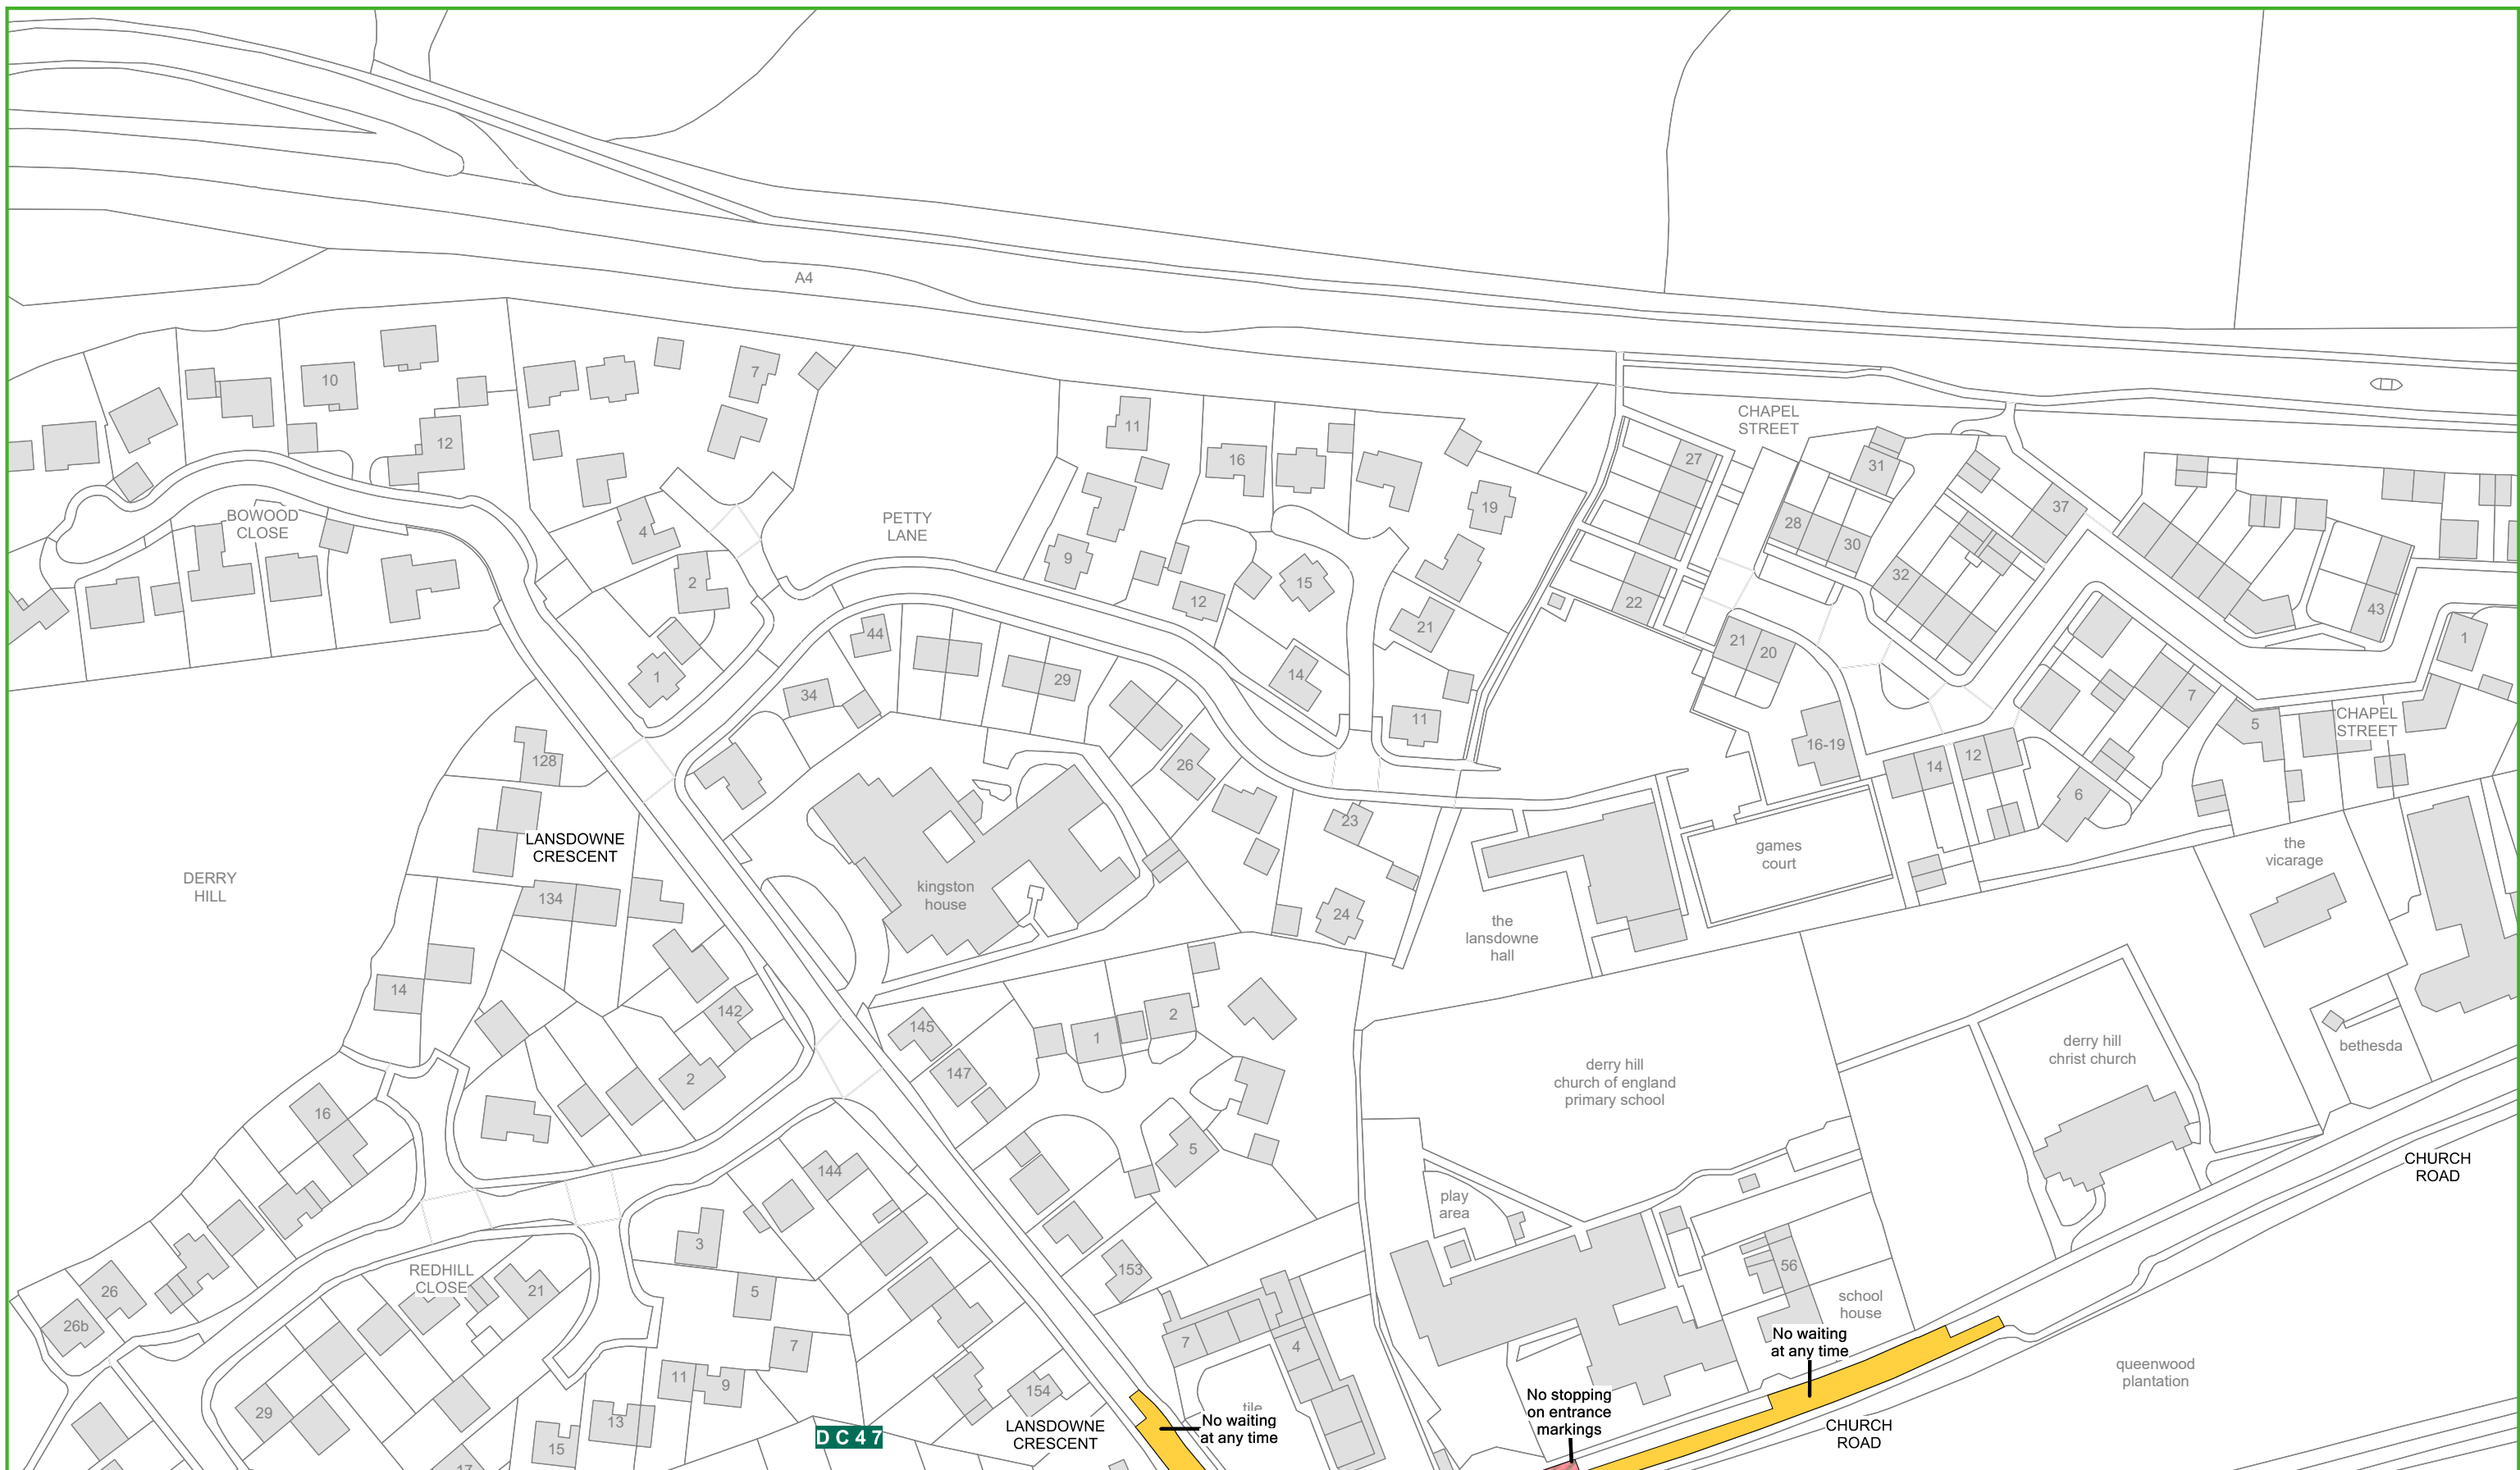 A4
10
7
12
11
CHAPEL
STREET
16
27
31
19
37
BOWOOD
CLOSE
PETTY
LANE
4
28
30
9
2
15
12
32
22
43
21
1
44
21
20
1
14
29
34
7
11
5
CHAPEL
STREET
16-19
128
26
14
12
6
23
LANSDOWNE
CRESCENT
games
court
the
vicarage
DERRY
HILL
kingston
house
134
24
the
lansdowne
hall
14
142
2
145
1
derry hill
christ church
bethesda
147
2
derry hill
church of england
primary school
16
5
144
CHURCH
ROAD
play
area
3
153
56
REDHILL
CLOSE
26
21
5
school
house
26b
7
4
No waiting
at any time
7
queenwood
plantation
11
9
154
No stopping
on entrance
markings
29
13
tile
No waiting
at any time
LANSDOWNE
CRESCENT
CHURCH
ROAD
DC47
15
17